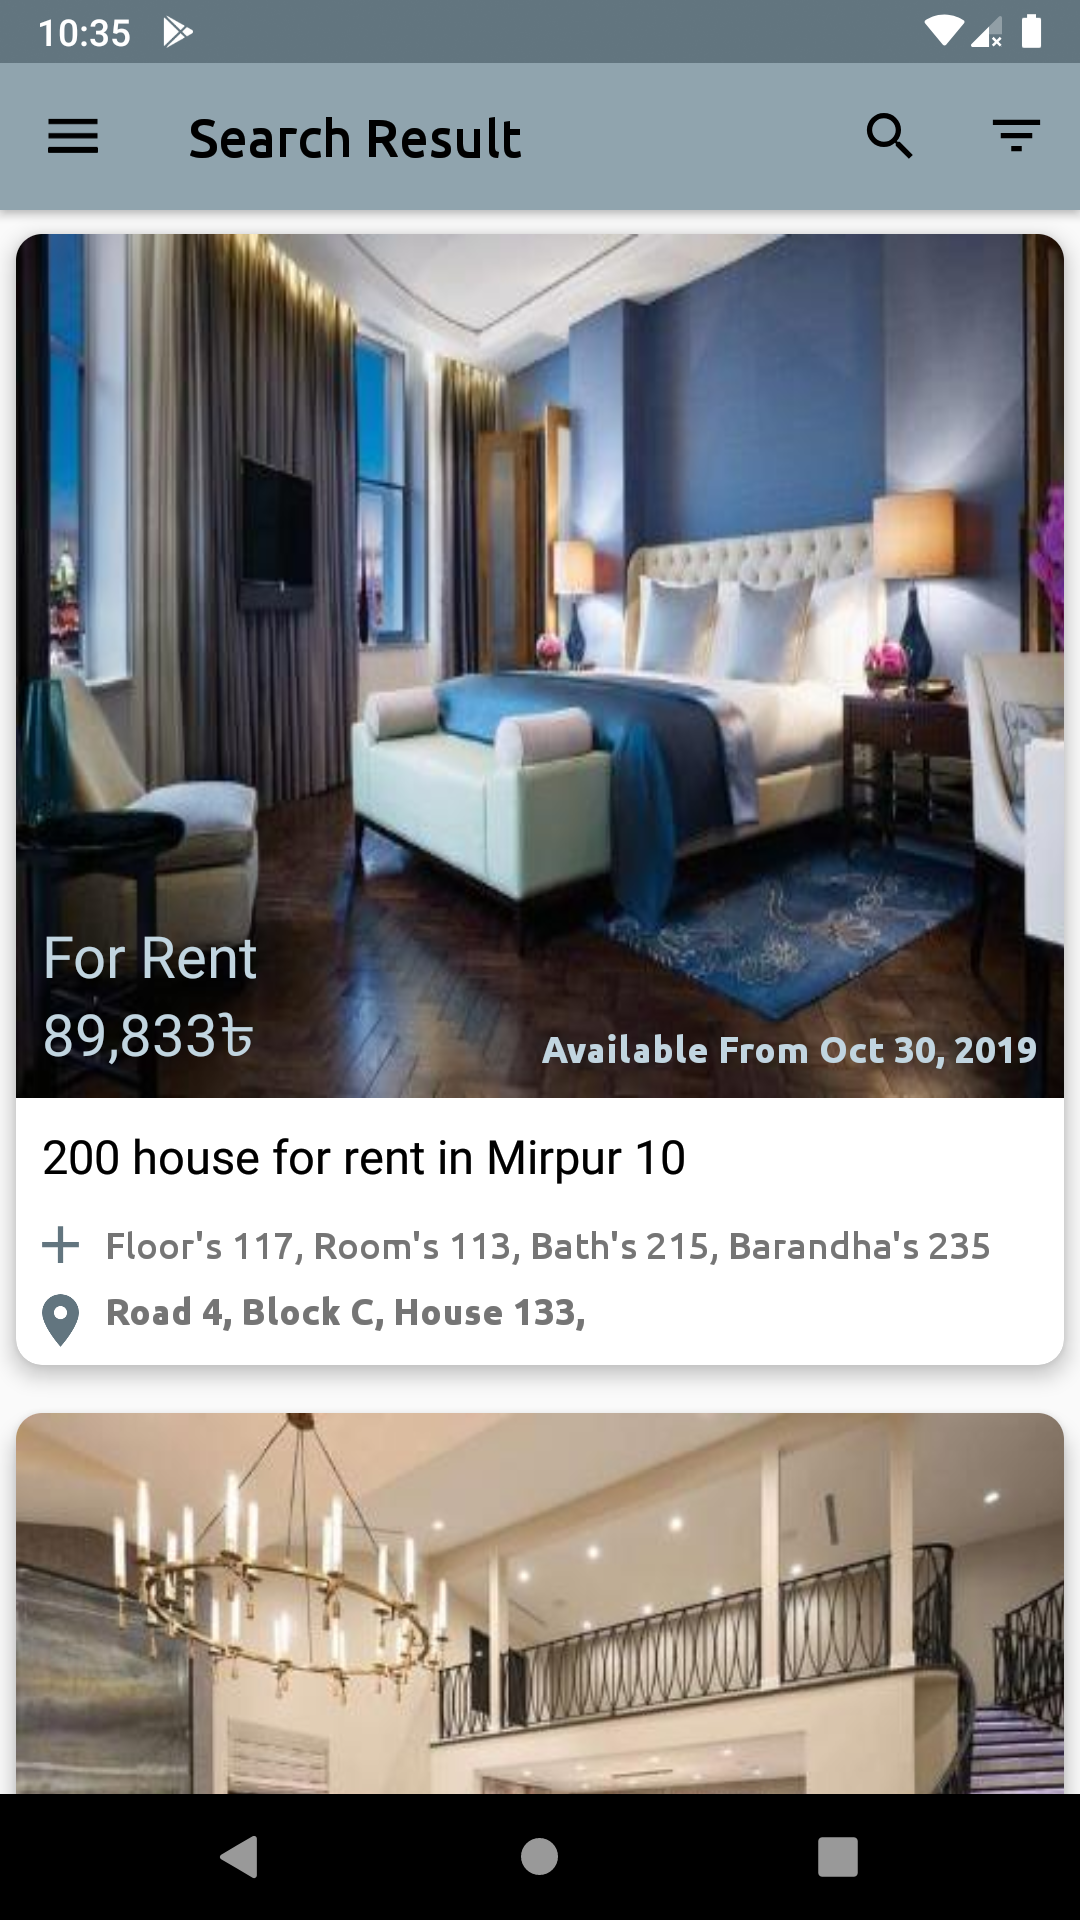 10:35
Search Result
For Rent
89,833৳
Available From Oct 30, 2019
200 house for rent in Mirpur 10
Floor's 117, Room's 113, Bath's 215, Barandha's 235
Road 4, Block C, House 133,